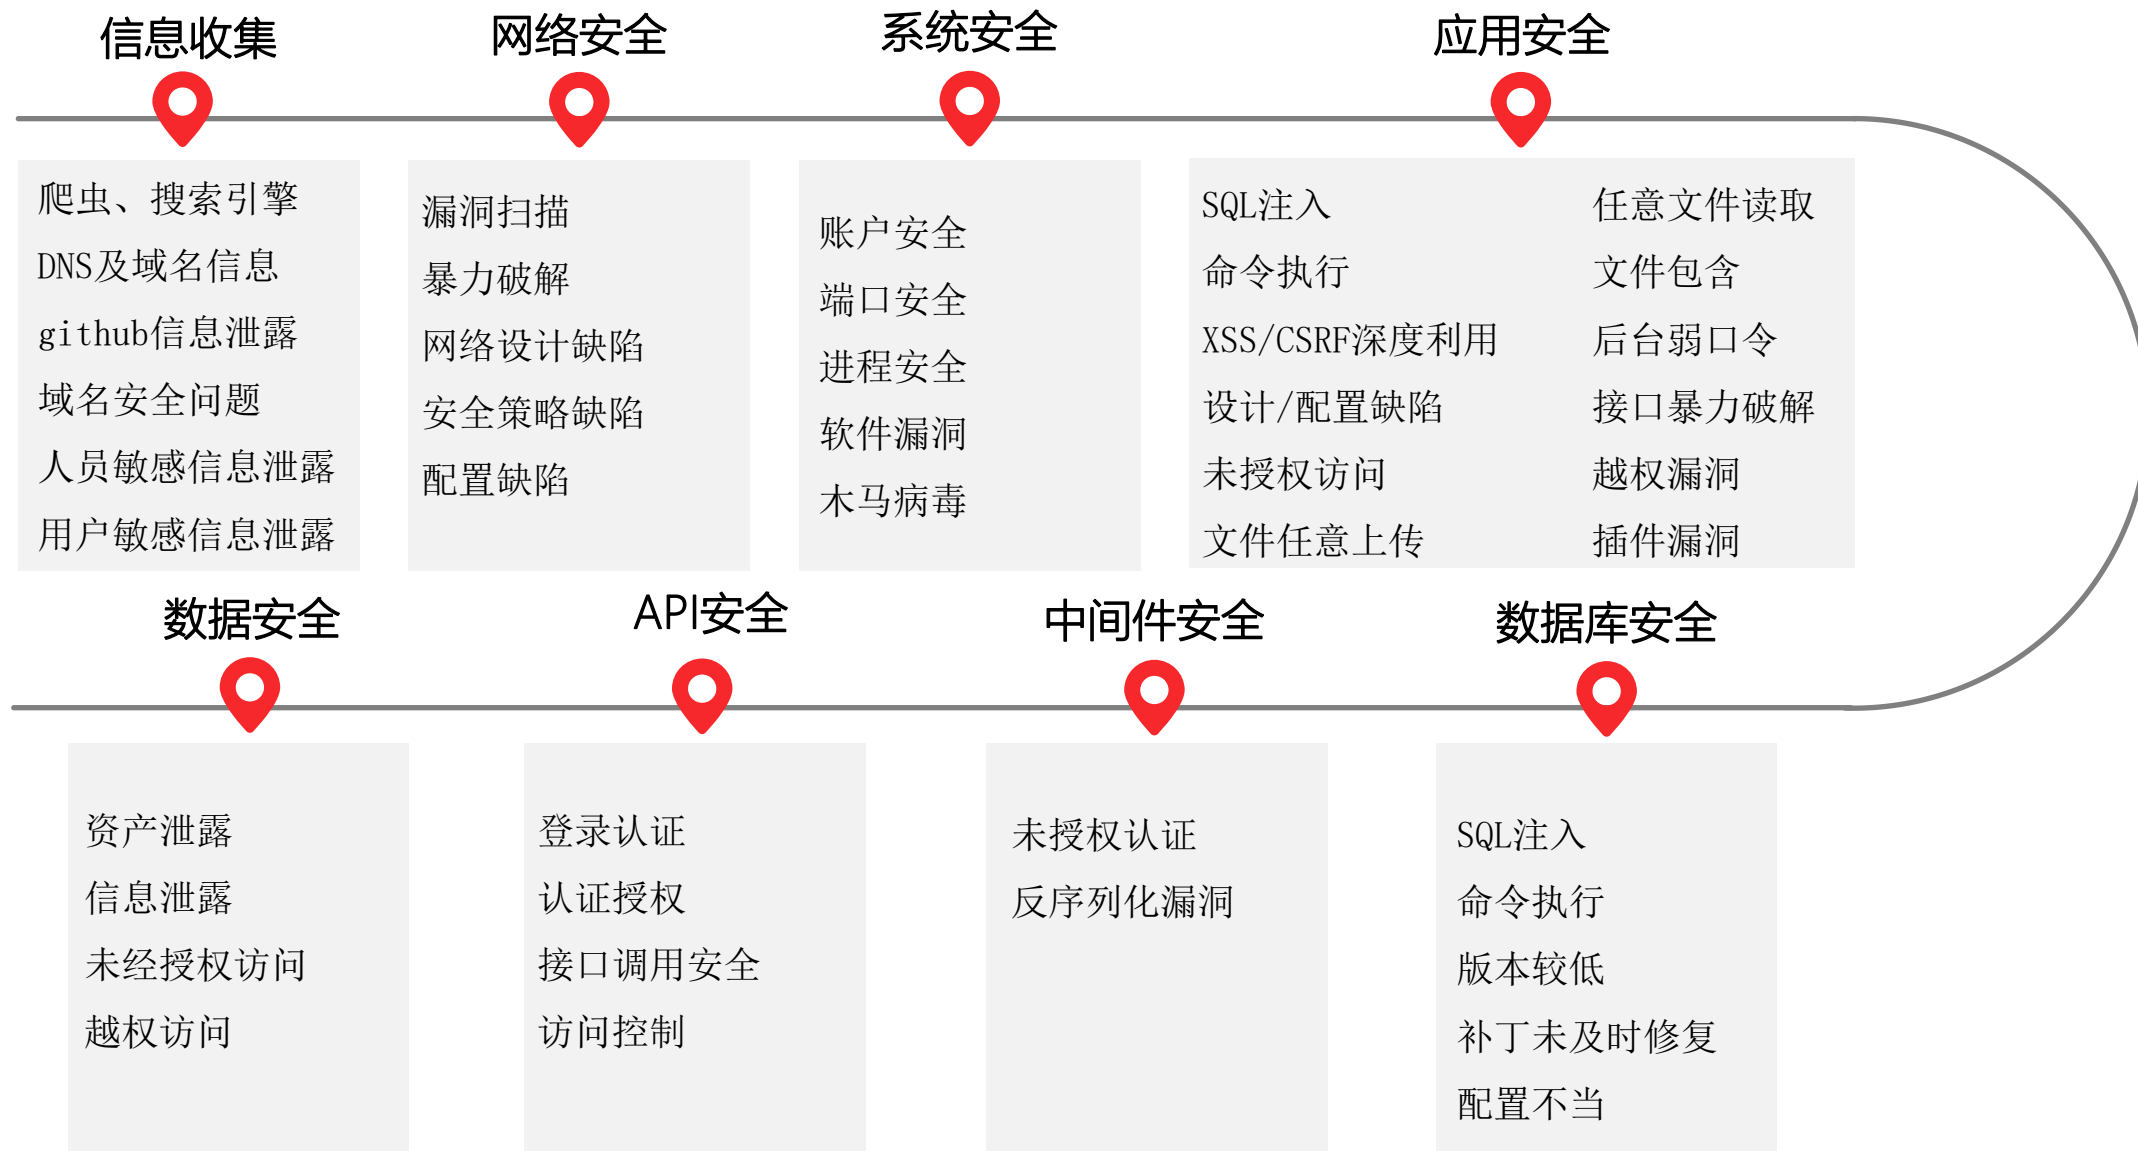 信息收集
爬虫、搜索引擎
DNS及域名信息
github信息泄露
域名安全问题
人员敏感信息泄露
用户敏感信息泄露
网络安全
漏洞扫描
暴力破解
网络设计缺陷
安全策略缺陷
配置缺陷
系统安全
账户安全
端口安全
进程安全
软件漏洞
木马病毒
应用安全
SQL注入
命令执行
XSS/CSRF深度利用
设计/配置缺陷
未授权访问
文件任意上传
任意文件读取
文件包含
后台弱口令
接口暴力破解
越权漏洞
插件漏洞
数据安全
资产泄露
信息泄露
未经授权访问
越权访问
API安全
登录认证
认证授权
接口调用安全
访问控制
中间件安全
未授权认证
反序列化漏洞
数据库安全
SQL注入
命令执行
版本较低
补丁未及时修复
配置不当